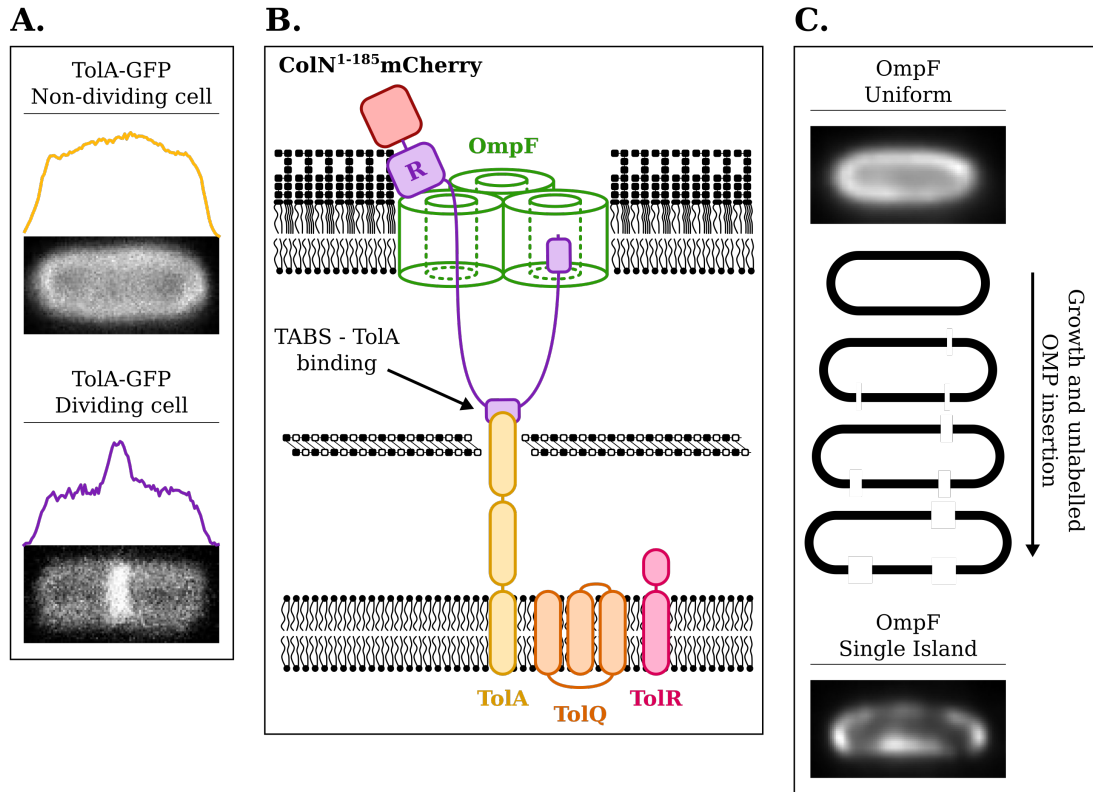 A.
TolA-GFP
Non-dividing cell
TolA-GFP
Dividing cell
B.
ColN1-185mCherry
R
OmpF
TABS - TolA
binding
TolA
TolQ
TolR
C.
OmpF
Uniform
Growth and unlabelled
OMP insertion
OmpF
Single Island